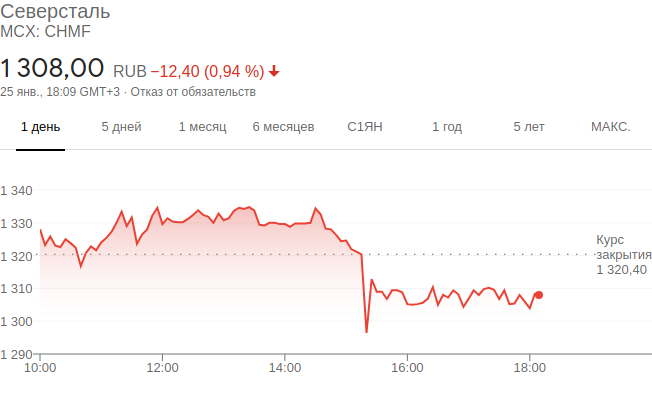 Северсталь
MCX: CHMF
1 308,00 RUB −12,40 (0,94 %)
25 янв., 18:09 GMT+3 · Отказ от обязательств
1 день 5 дней 1 месяц 6 месяцев С1ЯН 1 год 5 лет МАКС.
1 340
1 330
Курс
закрытия
1 320,40
1 320
1 310
1 300
1 290
10:00 12:00 14:00 16:00 18:00